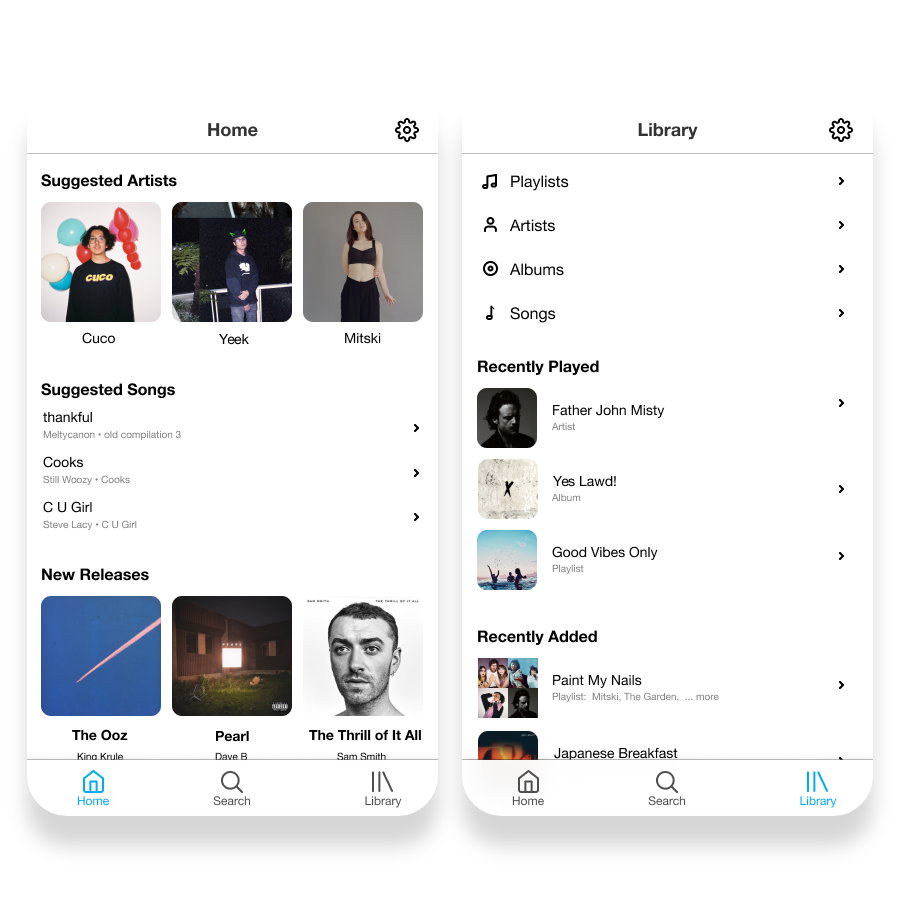 Home
Suggested Artists
CUCO
Cuco
Yeek
Mitski
Suggested Songs
thankful
Meltycanon • old compilation 3
Cooks
Still Woozy • Cooks
C U Girl
Steve Lacy • C U Girl
New Releases
PEARL
SAM SMITH THE THRILL OF IT ALL
The Ooz
Pearl
The Thrill of It All
King Krule
Dave B
Sam Smith
Home
Search
Library
Library
Playlists
Artists
Albums
Songs
Recently Played
Father John Misty
Artist
Yes Lawd!
Album
Good Vibes Only
Playlist
Recently Added
Paint My Nails
Playlist: Mitski, The Garden, ... more
Japanese Breakfast
Home
Search
Library